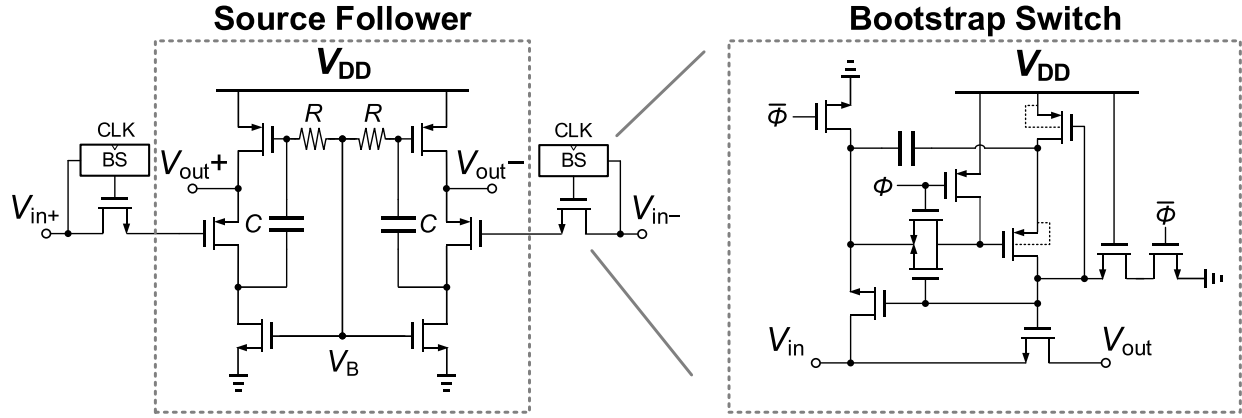 Source Follower
Bootstrap Switch
VDD
VDD
Φ̅
R
R
CLK
BS
Vout+
Vout−
CLK
BS
Φ
Φ̅
Vin+
C
C
Vin−
VB
Vin
Vout